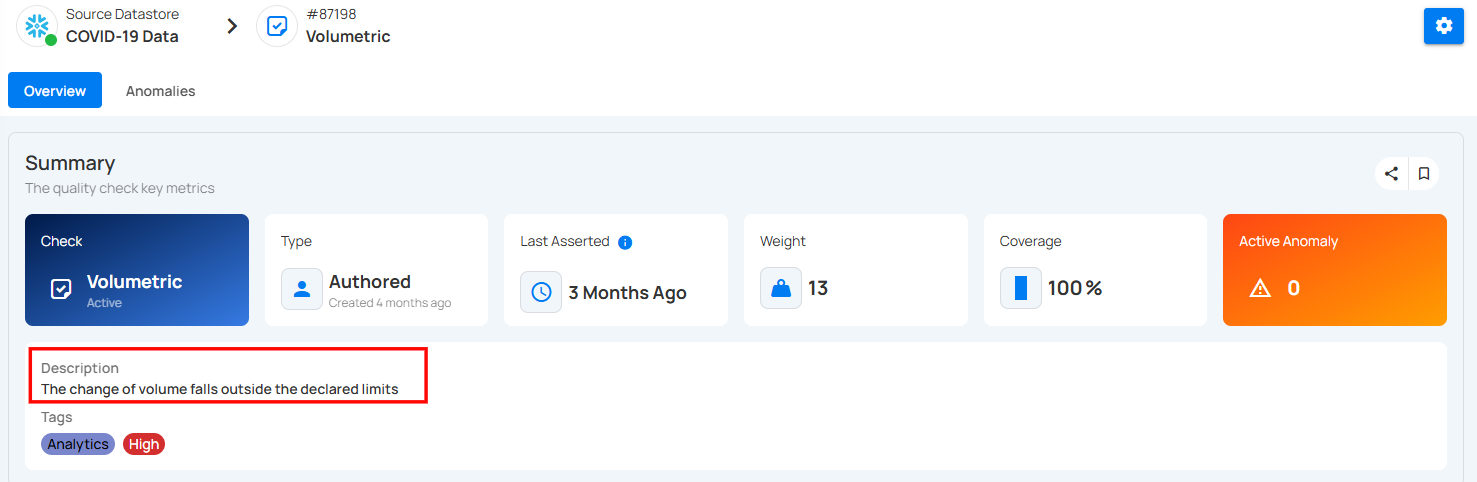 Source Datastore
COVID-19 Data
#87198
Volumetric
Overview
Anomalies
Summary
The quality check key metrics
Check
Volumetric
Active
Type
Authored
Created 4 months ago
Last Asserted
3 Months Ago
Weight
13
Coverage
100%
Active Anomaly
0
Description
The change of volume falls outside the declared limits
Tags
Analytics
High